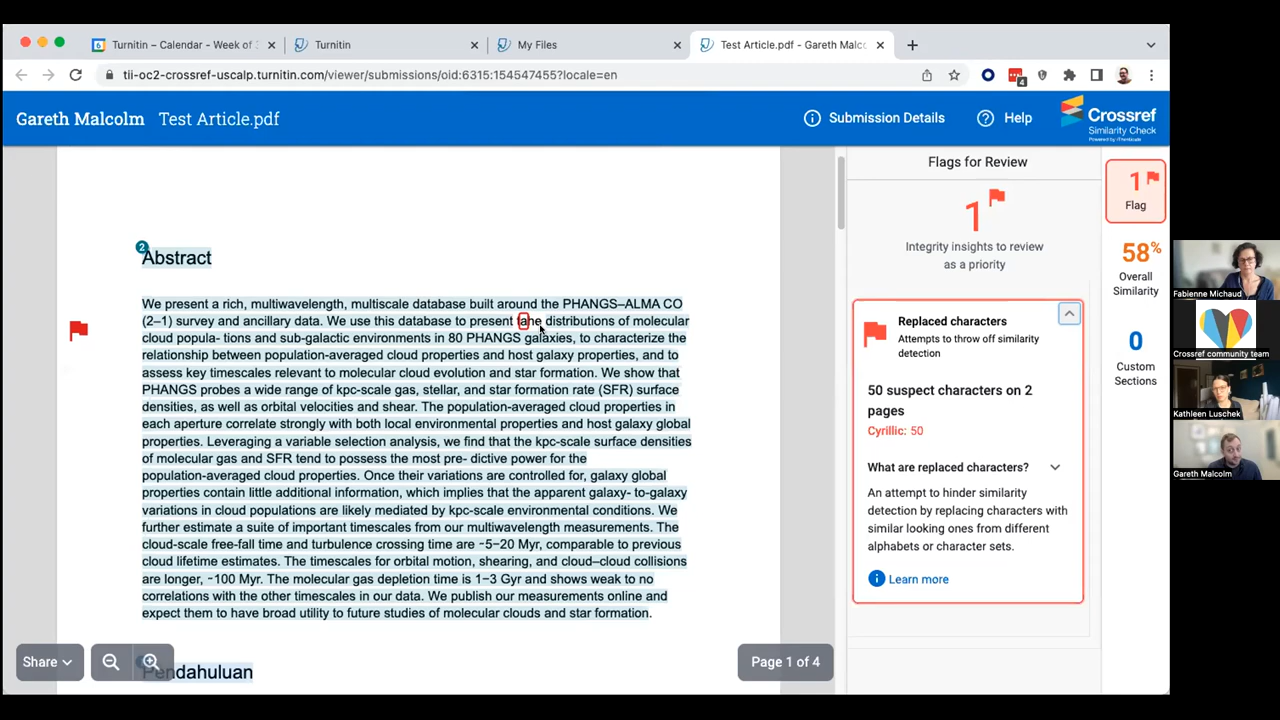 Turnitin – Calendar - Week of
Turnitin
My Files
Test Article.pdf - Gareth Malc
tii-oc2-crossref-uscalp.turnitin.com/viewer/submissions/oid:6315:154547455?locale=en
4
Gareth Malcolm Test Article.pdf
Submission Details
Help
Crossref
Similarity Check
Powered by iThenticate
2
Abstract
We present a rich, multiwavelength, multiscale database built around the PHANGS–ALMA CO
(2–1) survey and ancillary data. We use this database to present tane distributions of molecular
cloud popula- tions and sub-galactic environments in 80 PHANGS galaxies, to characterize the
relationship between population-averaged cloud properties and host galaxy properties, and to
assess key timescales relevant to molecular cloud evolution and star formation. We show that
PHANGS probes a wide range of kpc-scale gas, stellar, and star formation rate (SFR) surface
densities, as well as orbital velocities and shear. The population-averaged cloud properties in
each aperture correlate strongly with both local environmental properties and host galaxy global
properties. Leveraging a variable selection analysis, we find that the kpc-scale surface densities
of molecular gas and SFR tend to possess the most pre- dictive power for the
population-averaged cloud properties. Once their variations are controlled for, galaxy global
properties contain little additional information, which implies that the apparent galaxy- to-galaxy
variations in cloud populations are likely mediated by kpc-scale environmental conditions. We
further estimate a suite of important timescales from our multiwavelength measurements. The
cloud-scale free-fall time and turbulence crossing time are ~5–20 Myr, comparable to previous
cloud lifetime estimates. The timescales for orbital motion, shearing, and cloud–cloud collisions
are longer, ~100 Myr. The molecular gas depletion time is 1–3 Gyr and shows weak to no
correlations with the other timescales in our data. We publish our measurements online and
expect them to have broad utility to future studies of molecular clouds and star formation.
Pendahuluan
Share
Page 1 of 4
Flags for Review
1
Integrity insights to review
as a priority
Replaced characters
Attempts to throw off similarity
detection
50 suspect characters on 2
pages
Cyrillic: 50
What are replaced characters?
An attempt to hinder similarity
detection by replacing characters with
similar looking ones from different
alphabets or character sets.
Learn more
1
Flag
58%
Overall
Similarity
0
Custom
Sections
Fabienne Michaud
Crossref community team
Kathleen Luschek
Gareth Malcolm